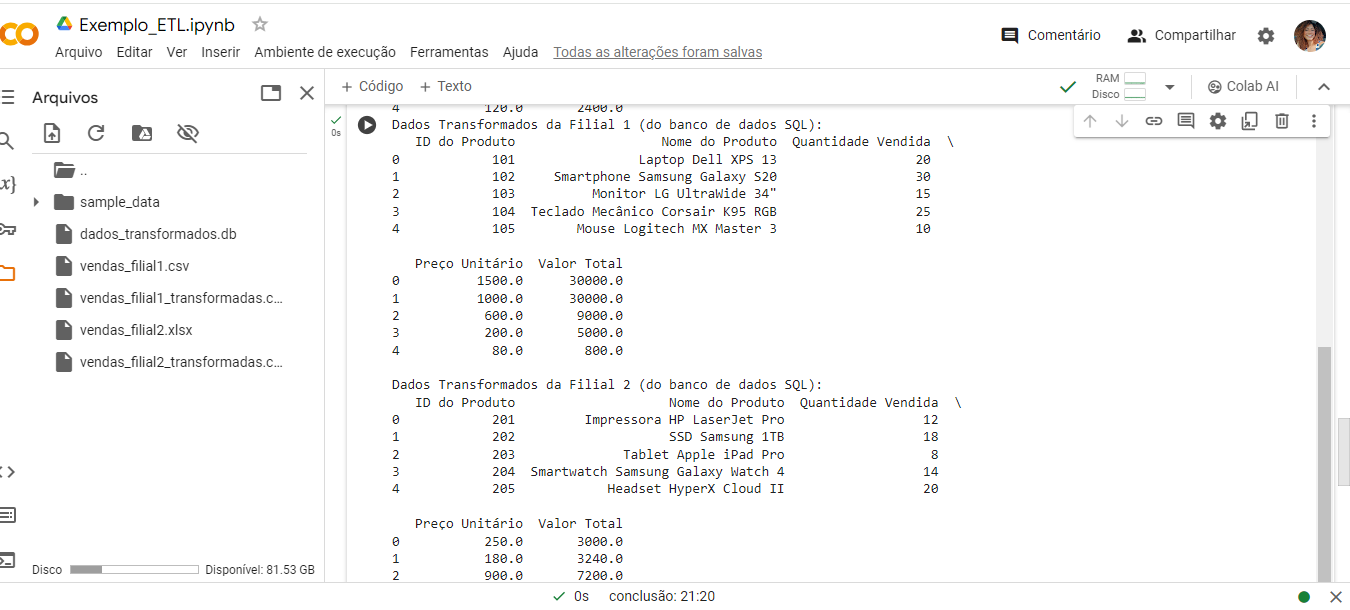 Exemplo_ETL.ipynb
Arquivo Editar Ver Inserir Ambiente de execução Ferramentas Ajuda Todas as alterações foram salvas
Comentário
Compartilhar
Arquivos
..
sample_data
dados_transformados.db
vendas_filial1.csv
vendas_filial1_transformadas.c...
vendas_filial2.xlsx
vendas_filial2_transformadas.c...
Disco Disponível: 81.53 GB
+ Código + Texto
RAM
Disco
Colab AI
0s
4 120.0 2400.0
Dados Transformados da Filial 1 (do banco de dados SQL):
ID do Produto Nome do Produto Quantidade Vendida \
0 101 Laptop Dell XPS 13 20
1 102 Smartphone Samsung Galaxy S20 30
2 103 Monitor LG UltraWide 34" 15
3 104 Teclado Mecânico Corsair K95 RGB 25
4 105 Mouse Logitech MX Master 3 10
Preço Unitário Valor Total
0 1500.0 30000.0
1 1000.0 30000.0
2 600.0 9000.0
3 200.0 5000.0
4 80.0 800.0
Dados Transformados da Filial 2 (do banco de dados SQL):
ID do Produto Nome do Produto Quantidade Vendida \
0 201 Impressora HP LaserJet Pro 12
1 202 SSD Samsung 1TB 18
2 203 Tablet Apple iPad Pro 8
3 204 Smartwatch Samsung Galaxy Watch 4 14
4 205 Headset HyperX Cloud II 20
Preço Unitário Valor Total
0 250.0 3000.0
1 180.0 3240.0
2 900.0 7200.0
0s conclusão: 21:20